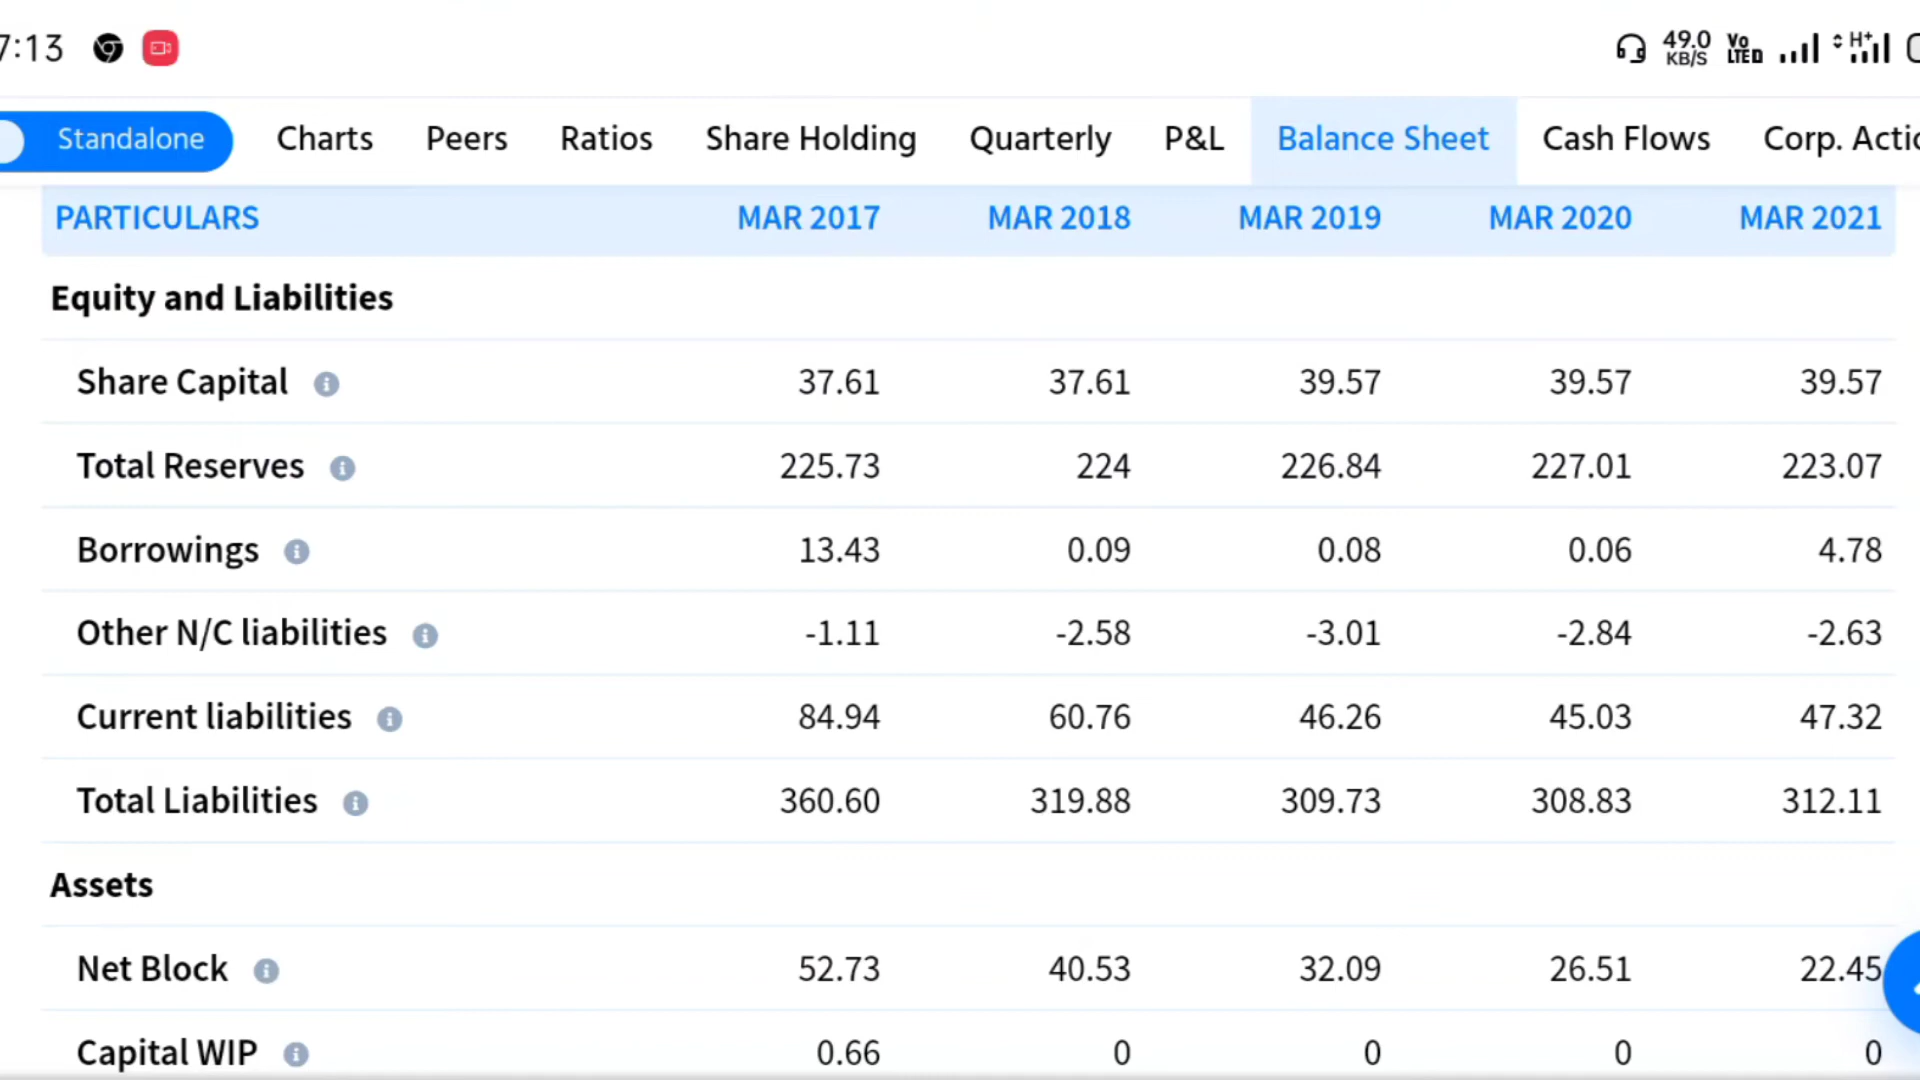 7:13 49.0 KB/S Vo LTED H+
Standalone Charts Peers Ratios Share Holding Quarterly P&L Balance Sheet Cash Flows Corp. Actio
PARTICULARS MAR 2017 MAR 2018 MAR 2019 MAR 2020 MAR 2021
Equity and Liabilities
Share Capital 37.61 37.61 39.57 39.57 39.57
Total Reserves 225.73 224 226.84 227.01 223.07
Borrowings 13.43 0.09 0.08 0.06 4.78
Other N/C liabilities -1.11 -2.58 -3.01 -2.84 -2.63
Current liabilities 84.94 60.76 46.26 45.03 47.32
Total Liabilities 360.60 319.88 309.73 308.83 312.11
Assets
Net Block 52.73 40.53 32.09 26.51 22.45
Capital WIP 0.66 0 0 0 0